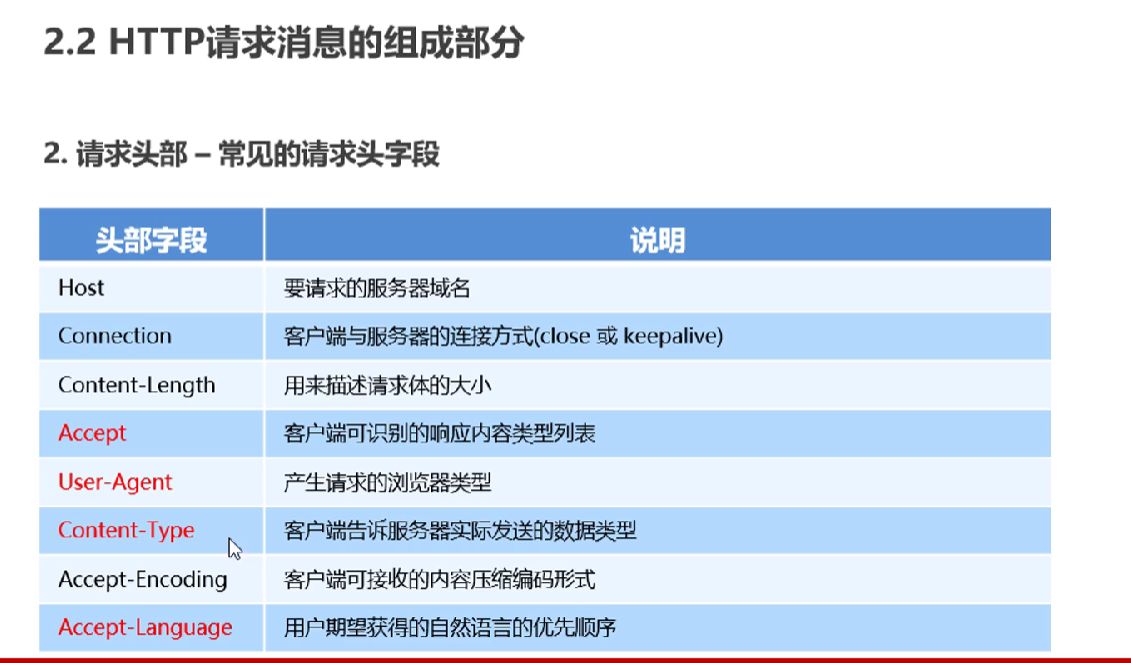 2.2 HTTP请求消息的组成部分
2. 请求头部 – 常见的请求头字段
头部字段 说明
Host 要请求的服务器域名
Connection 客户端与服务器的连接方式(close 或 keepalive)
Content-Length 用来描述请求体的大小
Accept 客户端可识别的响应内容类型列表
User-Agent 产生请求的浏览器类型
Content-Type 客户端告诉服务器实际发送的数据类型
Accept-Encoding 客户端可接收的内容压缩编码形式
Accept-Language 用户期望获得的自然语言的优先顺序